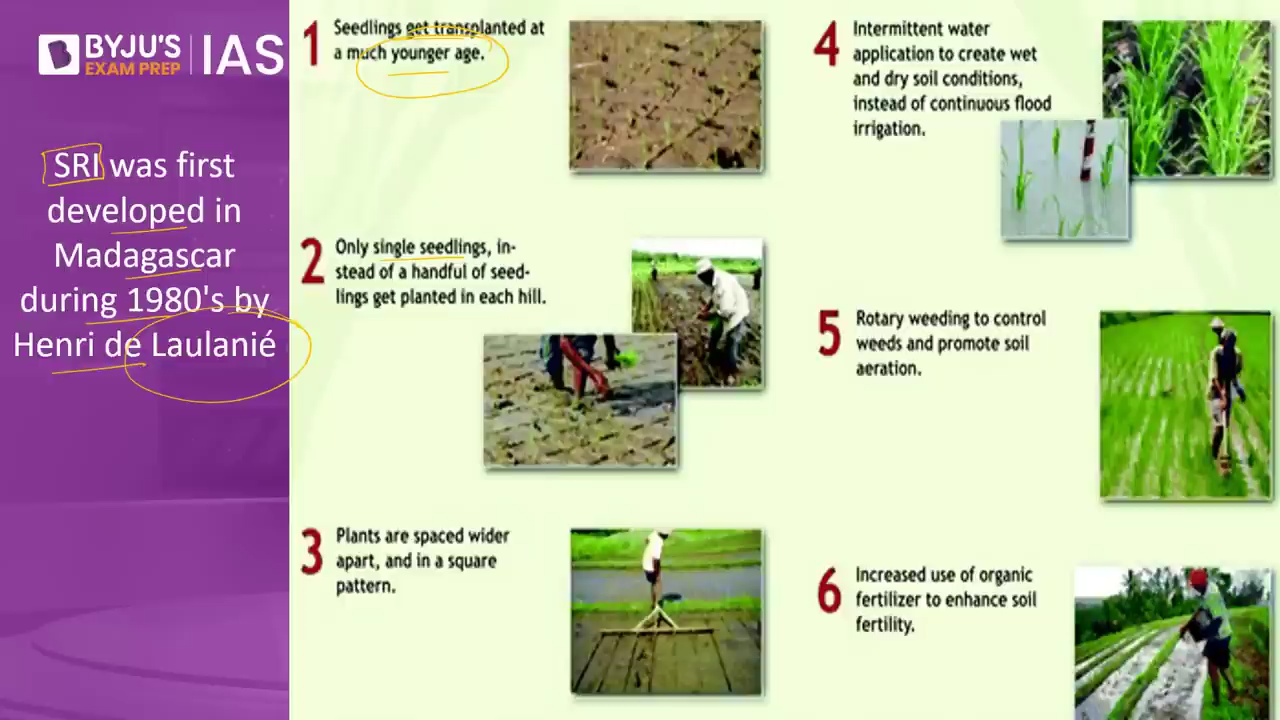 BYJU'S
EXAM PREP
IAS
SRI was first
developed in
Madagascar
during 1980's by
Henri de Laulanié
1
Seedlings get transplanted at
a much younger age.
2
Only single seedlings, in-
stead of a handful of seed-
lings get planted in each hill.
3
Plants are spaced wider
apart, and in a square
pattern.
4
Intermittent water
application to create wet
and dry soil conditions,
instead of continuous flood
irrigation.
5
Rotary weeding to control
weeds and promote soil
aeration.
6
Increased use of organic
fertilizer to enhance soil
fertility.